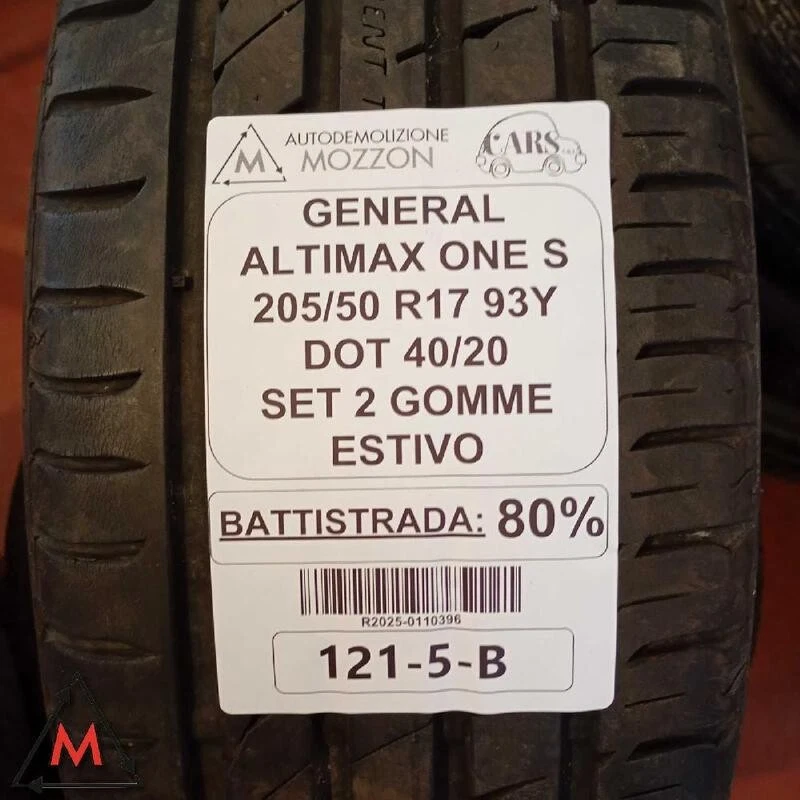 ENT T
M
AUTODEMOLIZIONE
MOZZON
CARS
GENERAL
ALTIMAX ONE S
205/50 R17 93Y
DOT 40/20
SET 2 GOMME
ESTIVO
BATTISTRADA: 80%
R2025-0110396
121-5-B
M